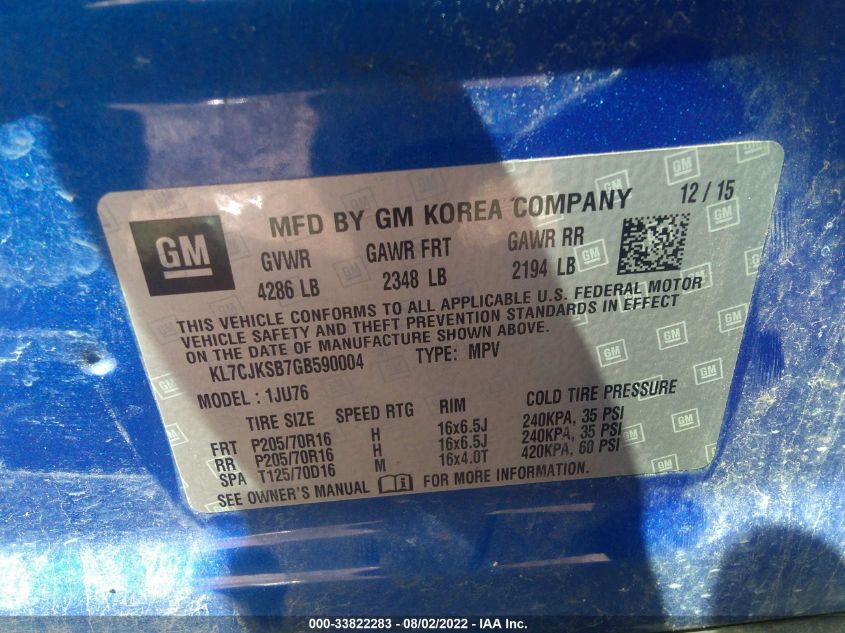 MFD BY GM KOREA COMPANY 12 / 15
GM
GVWR GAWR FRT GAWR RR
4286 LB 2348 LB 2194 LB
THIS VEHICLE CONFORMS TO ALL APPLICABLE U.S. FEDERAL MOTOR
VEHICLE SAFETY AND THEFT PREVENTION STANDARDS IN EFFECT
ON THE DATE OF MANUFACTURE SHOWN ABOVE.
KL7CJKSB7GB590004 TYPE: MPV
MODEL : 1JU76
TIRE SIZE SPEED RTG RIM COLD TIRE PRESSURE
FRT P205/70R16 H 16x6.5J 240KPA, 35 PSI
RR P205/70R16 H 16x6.5J 240KPA, 35 PSI
SPA T125/70D16 M 16x4.0T 420KPA, 60 PSI
SEE OWNER'S MANUAL FOR MORE INFORMATION.
000-33822283 - 08/02/2022 - IAA Inc.